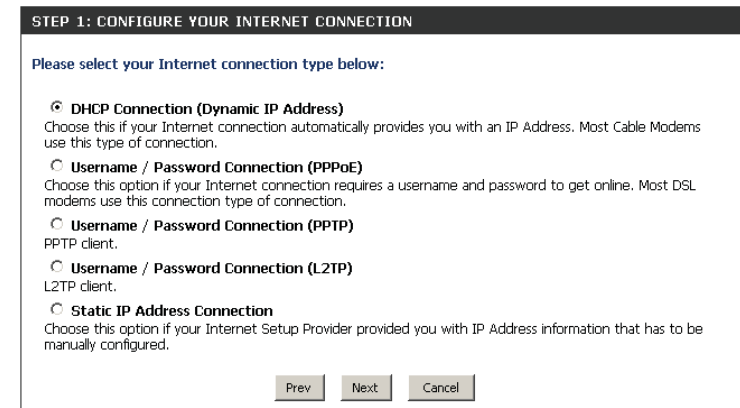 STEP 1: CONFIGURE YOUR INTERNET CONNECTION
Please select your Internet connection type below:
DHCP Connection (Dynamic IP Address)
Choose this if your Internet connection automatically provides you with an IP Address. Most Cable Modems
use this type of connection.
Username / Password Connection (PPPoE)
Choose this option if your Internet connection requires a username and password to get online. Most DSL
modems use this connection type of connection.
Username / Password Connection (PPTP)
PPTP client.
Username / Password Connection (L2TP)
L2TP client.
Static IP Address Connection
Choose this option if your Internet Setup Provider provided you with IP Address information that has to be
manually configured.
Prev Next Cancel